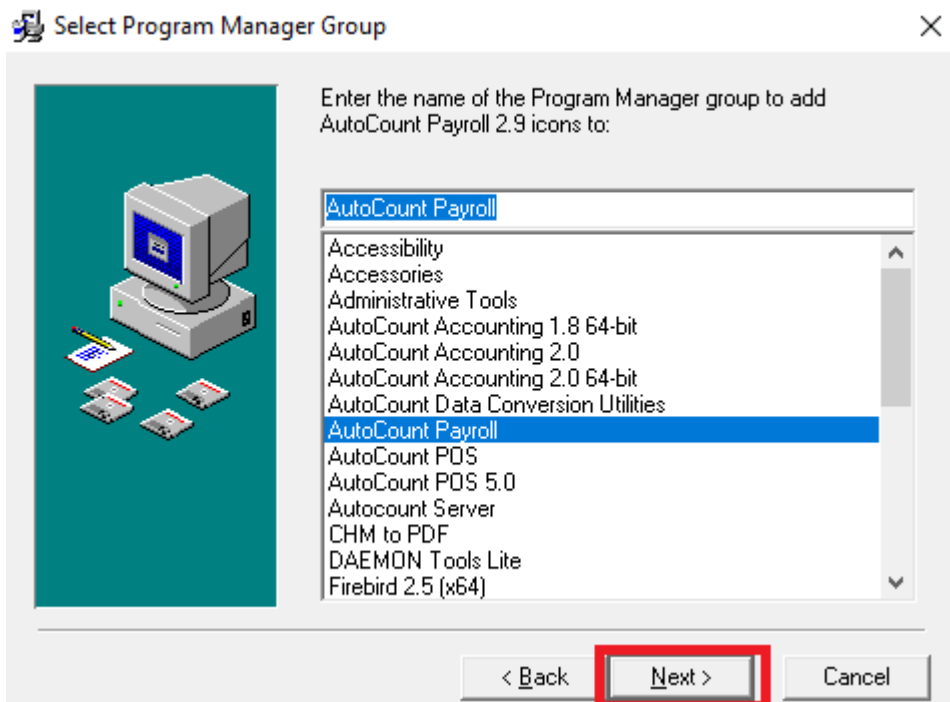 Select Program Manager Group
Enter the name of the Program Manager group to add
AutoCount Payroll 2.9 icons to:
AutoCount Payroll
Accessibility
Accessories
Administrative Tools
AutoCount Accounting 1.8 64-bit
AutoCount Accounting 2.0
AutoCount Accounting 2.0 64-bit
AutoCount Data Conversion Utilities
AutoCount Payroll
AutoCount POS
AutoCount POS 5.0
Autocount Server
CHM to PDF
DAEMON Tools Lite
Firebird 2.5 (x64)
< Back
Next >
Cancel